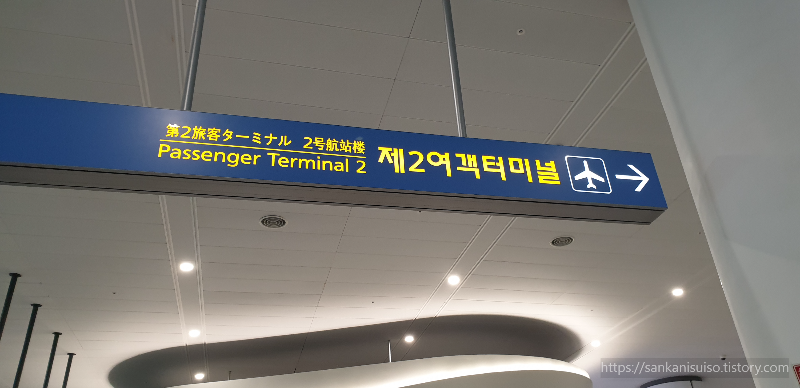 第2旅客ターミナル 2号航站楼
Passenger Terminal 2
제2여객터미널
https://sankanisuiso.tistory.com